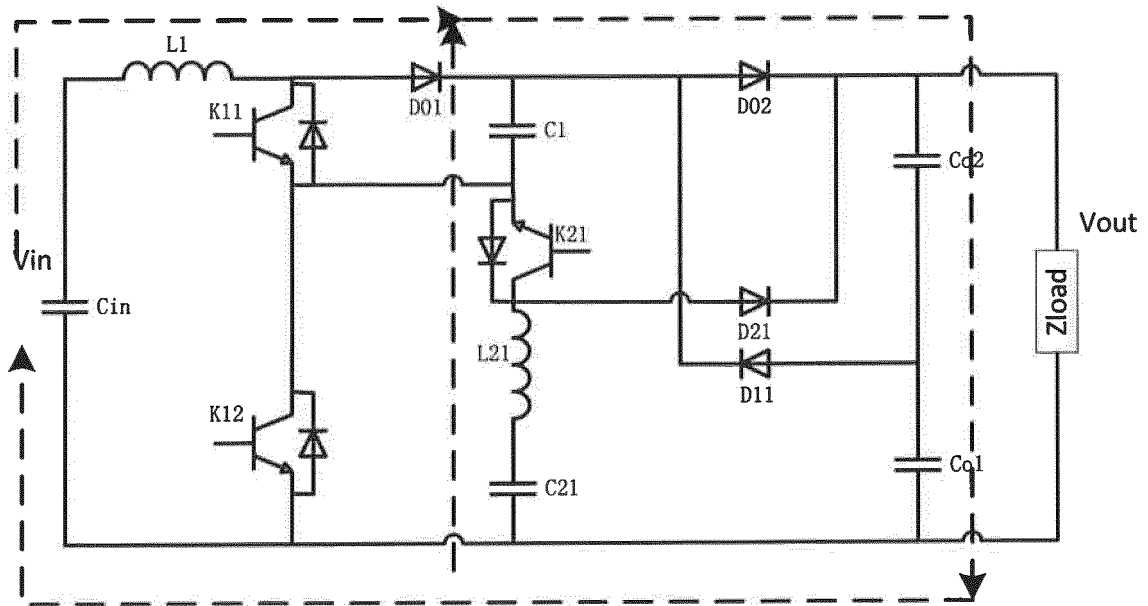 L1
K11
D01
C1
D02
Co2
Vin
Cin
K21
Vout
Zload
L21
D21
D11
K12
C21
Co1